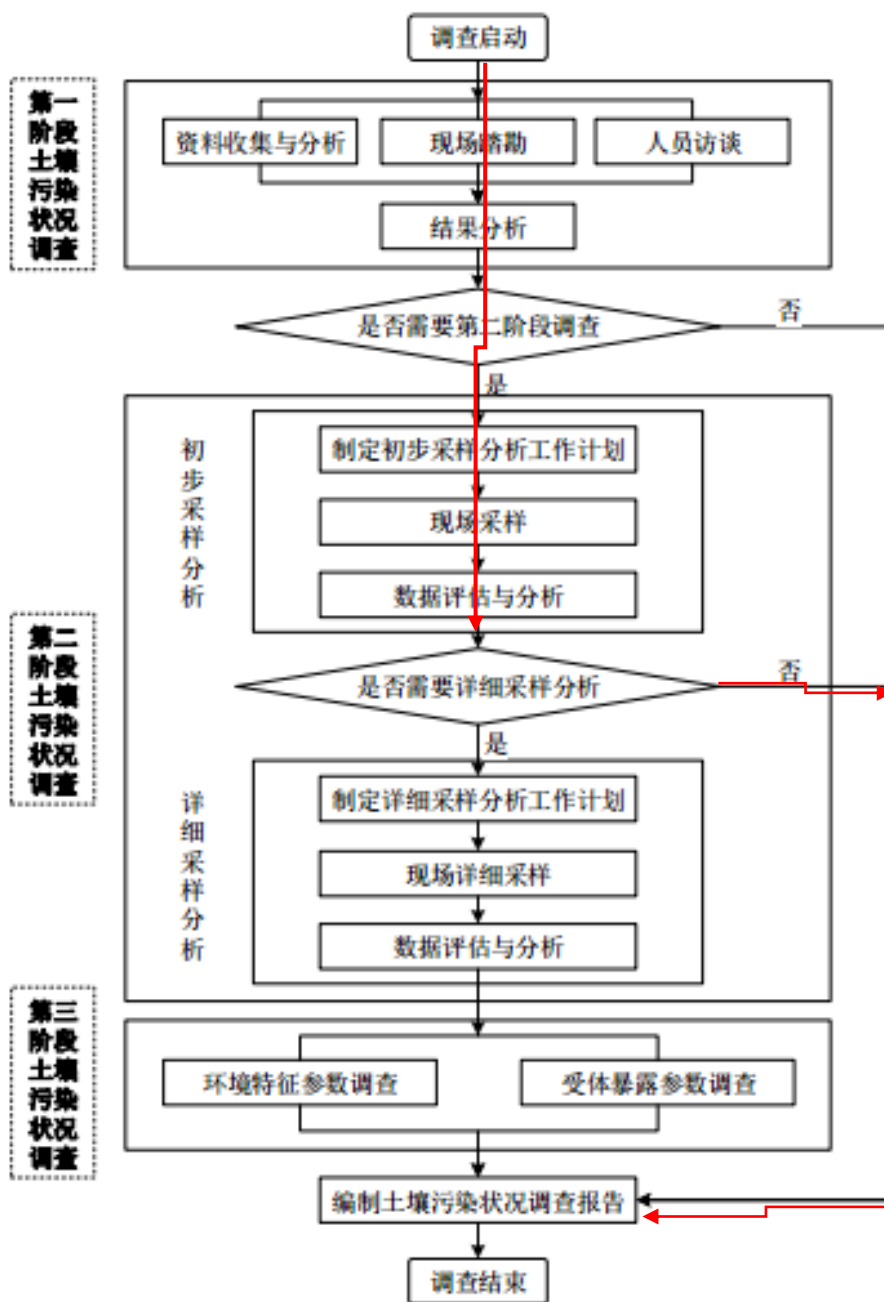 调查启动
第一
阶段
土壤
污染
状况
调查
资料收集与分析
现场踏勘
人员访谈
结果分析
是否需要第二阶段调查
否
是
初步采样分析
制定初步采样分析工作计划
现场采样
数据评估与分析
第二
阶段
土壤
污染
状况
调查
是否需要详细采样分析
否
是
详细采样分析
制定详细采样分析工作计划
现场详细采样
数据评估与分析
第三
阶段
土壤
污染
状况
调查
环境特征参数调查
受体暴露参数调查
编制土壤污染状况调查报告
调查结束